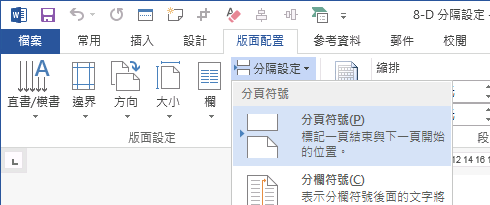 8-D 分隔設定 -
檔案 常用 插入 設計 版面配置 參考資料 郵件 校閱
直書/橫書 邊界 方向 大小 欄 分隔設定 縮排
版面設定 段
分頁符號
分頁符號(P)
標記一頁結束與下一頁開始
的位置。
12 14 16
分欄符號(C)
表示分欄符號後面的文字將